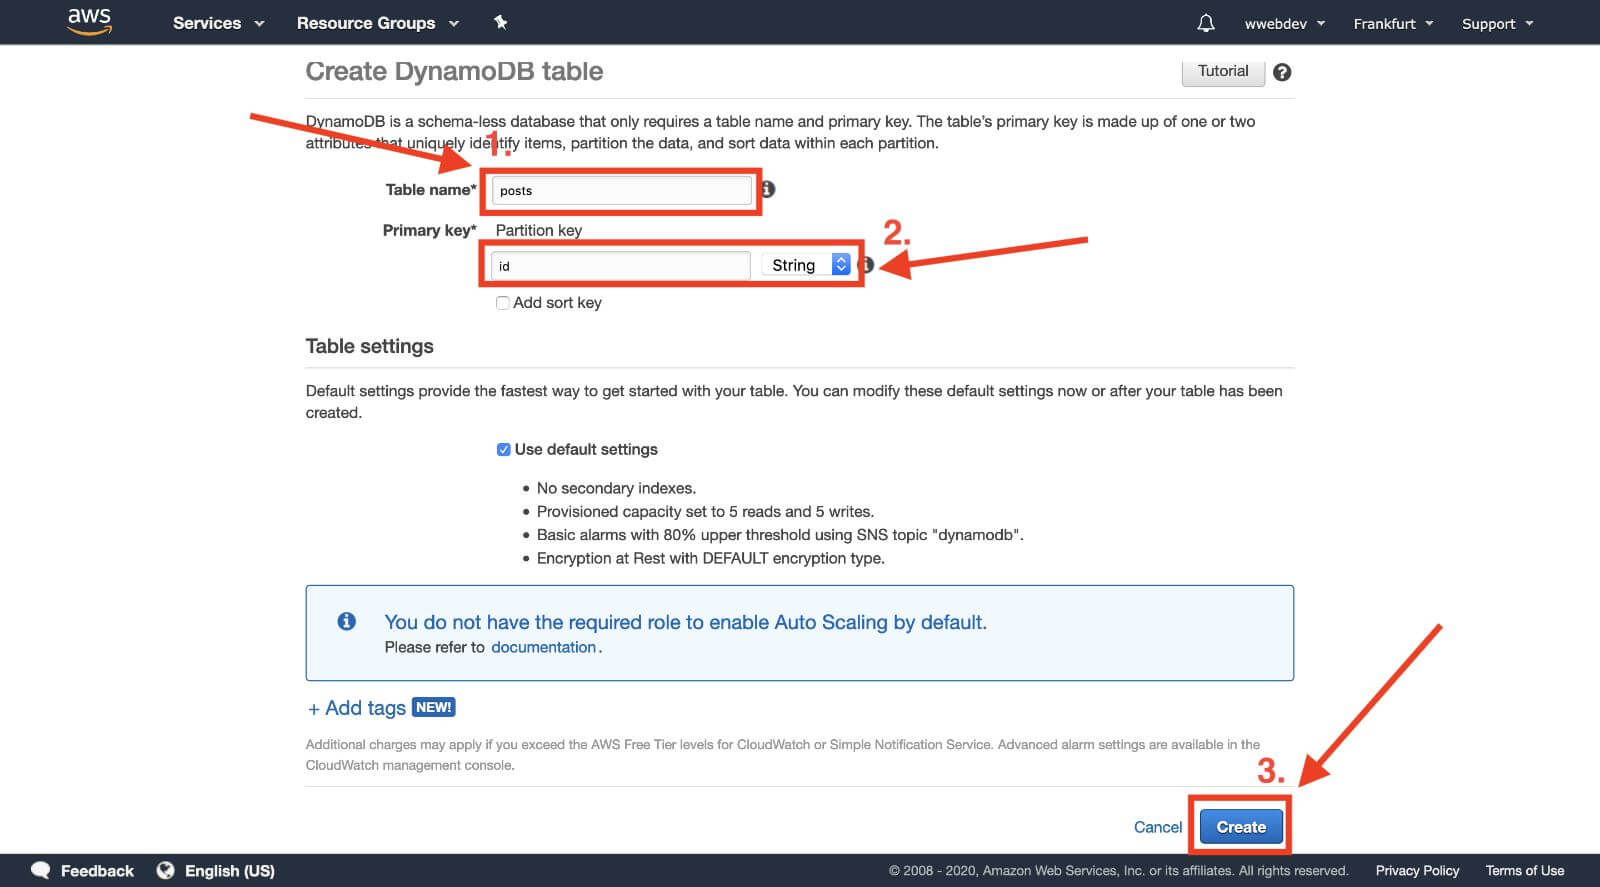 aws Services Resource Groups wwebdev Frankfurt Support
Create DynamoDB table Tutorial ?
DynamoDB is a schema-less database that only requires a table name and primary key. The table's primary key is made up of one or two
attributes that uniquely identify items, partition the data, and sort data within each partition.
1.
Table name* posts
Primary key* Partition key
2.
id String
Add sort key
Table settings
Default settings provide the fastest way to get started with your table. You can modify these default settings now or after your table has been
created.
Use default settings
• No secondary indexes.
• Provisioned capacity set to 5 reads and 5 writes.
• Basic alarms with 80% upper threshold using SNS topic "dynamodb".
• Encryption at Rest with DEFAULT encryption type.
You do not have the required role to enable Auto Scaling by default.
Please refer to documentation.
+ Add tags NEW!
Additional charges may apply if you exceed the AWS Free Tier levels for CloudWatch or Simple Notification Service. Advanced alarm settings are available in the
CloudWatch management console.
3.
Cancel Create
Feedback English (US) © 2008 - 2020, Amazon Web Services, Inc. or its affiliates. All rights reserved. Privacy Policy Terms of Use